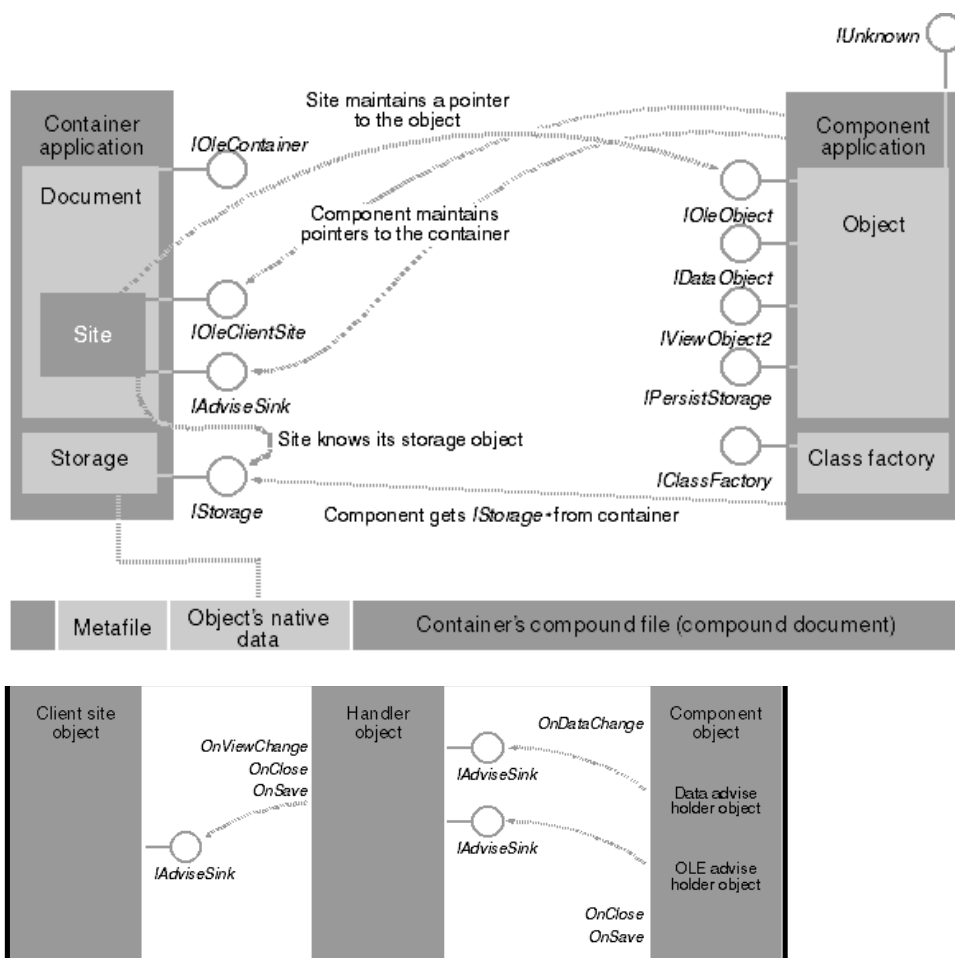 IUnknown
Container
application
Site maintains a pointer
to the object
Component
application
IOleContainer
Document
IOleObject
Object
Component maintains
pointers to the container
IDataObject
Site
IOleClientSite
IViewObject2
IAdviseSink
IPersistStorage
Site knows its storage object
Storage
Class factory
IStorage
IClassFactory
Component gets IStorage* from container
Metafile
Object's native
data
Container's compound file (compound document)
Client site
object
Handler
object
Component
object
OnViewChange
OnClose
OnSave
OnDataChange
IAdviseSink
Data advise
holder object
IAdviseSink
IAdviseSink
OLE advise
holder object
OnClose
OnSave